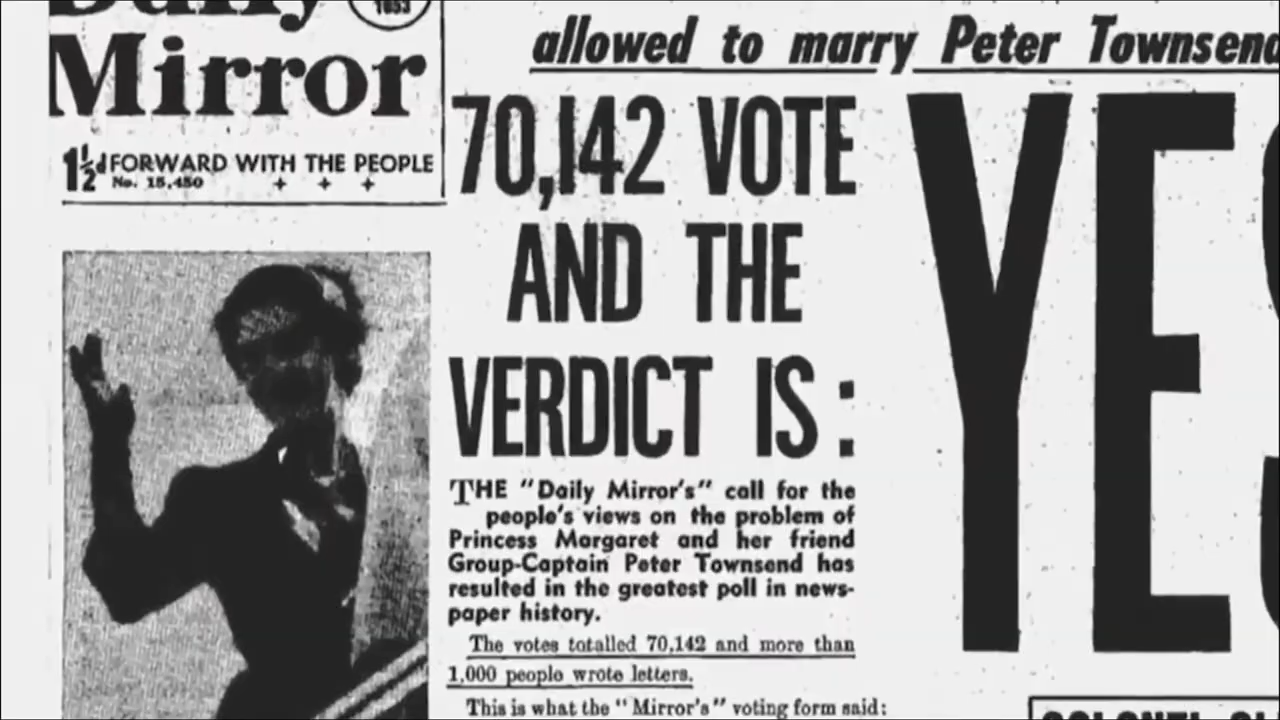 Daily
1953
Mirror
1½d FORWARD WITH THE PEOPLE
No. 15,450 + + +
allowed to marry Peter Townsend
70,142 VOTE
AND THE
VERDICT IS :
YES
THE "Daily Mirror's" call for the
people's views on the problem of
Princess Margaret and her friend
Group-Captain Peter Townsend has
resulted in the greatest poll in news-
paper history.
The votes totalled 70,142 and more than
1,000 people wrote letters.
This is what the "Mirror's" voting form said: